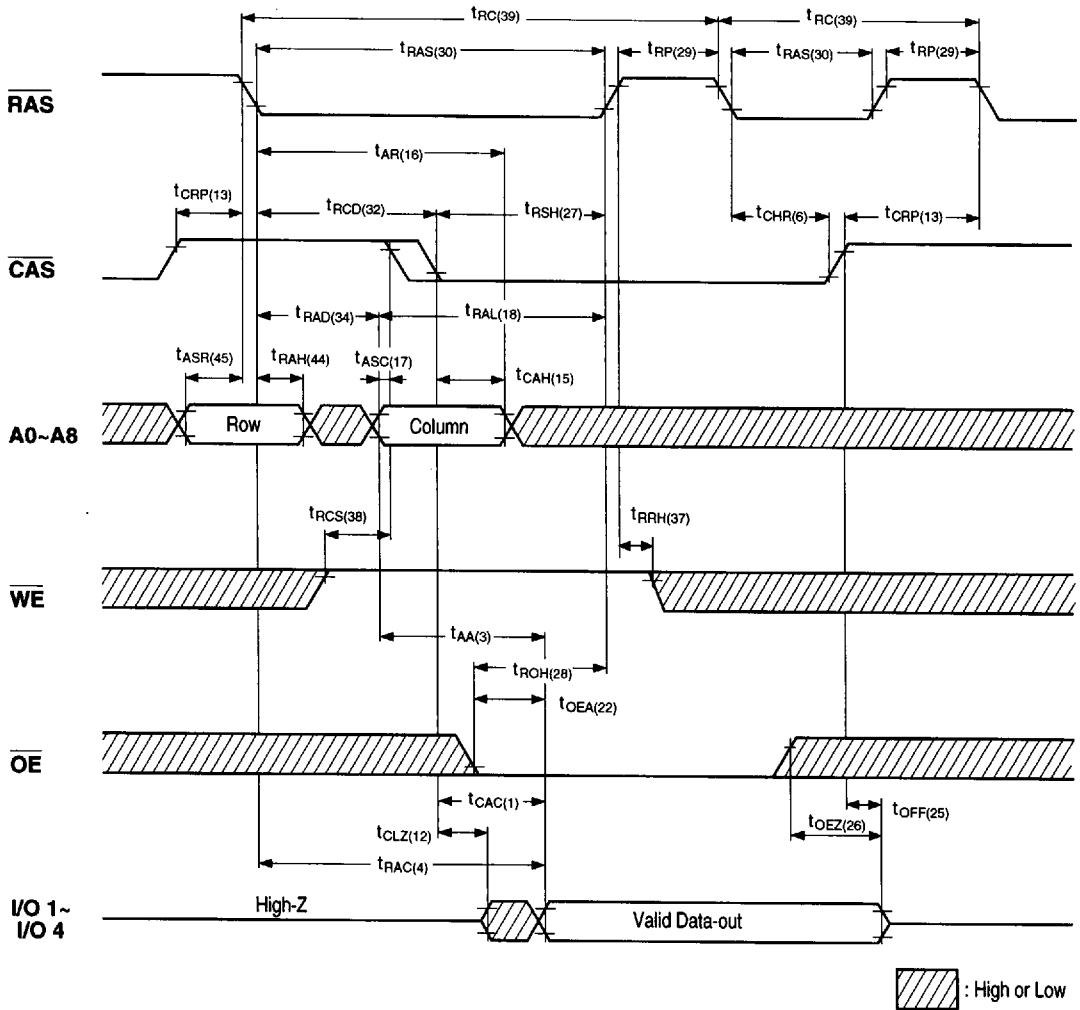 tRC(39) tRC(39)
tRAS(30) tRP(29) tRAS(30) tRP(29)
RAS
tAR(16)
tCRP(13) tRCD(32) tRSH(27) tCHR(6) tCRP(13)
CAS
tRAD(34) tRAL(18)
tASR(45) tRAH(44) tASC(17) tCAH(15)
A0~A8 Row Column
tRCS(38) tRRH(37)
WE
tAA(3)
tROH(28)
tOEA(22)
OE
tCAC(1) tOFF(25)
tCLZ(12) tOEZ(26)
tRAC(4)
I/O 1~ High-Z Valid Data-out
I/O 4
: High or Low